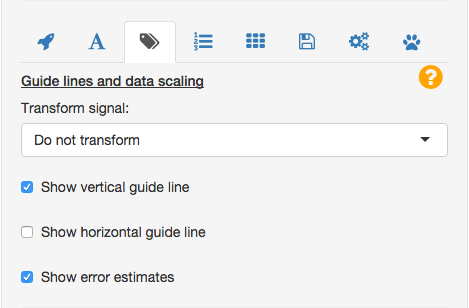 Guide lines and data scaling
Transform signal:
Do not transform
Show vertical guide line
Show horizontal guide line
Show error estimates